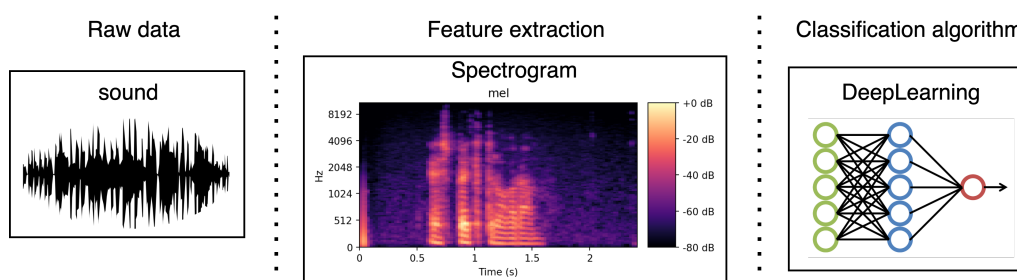 Raw data
Feature extraction
Classification algorithm
sound
Spectrogram
mel
DeepLearning
8192
4096
2048
1024
512
0
Hz
0
0.5
1
1.5
2
Time (s)
+0 dB
-20 dB
-40 dB
-60 dB
-80 dB